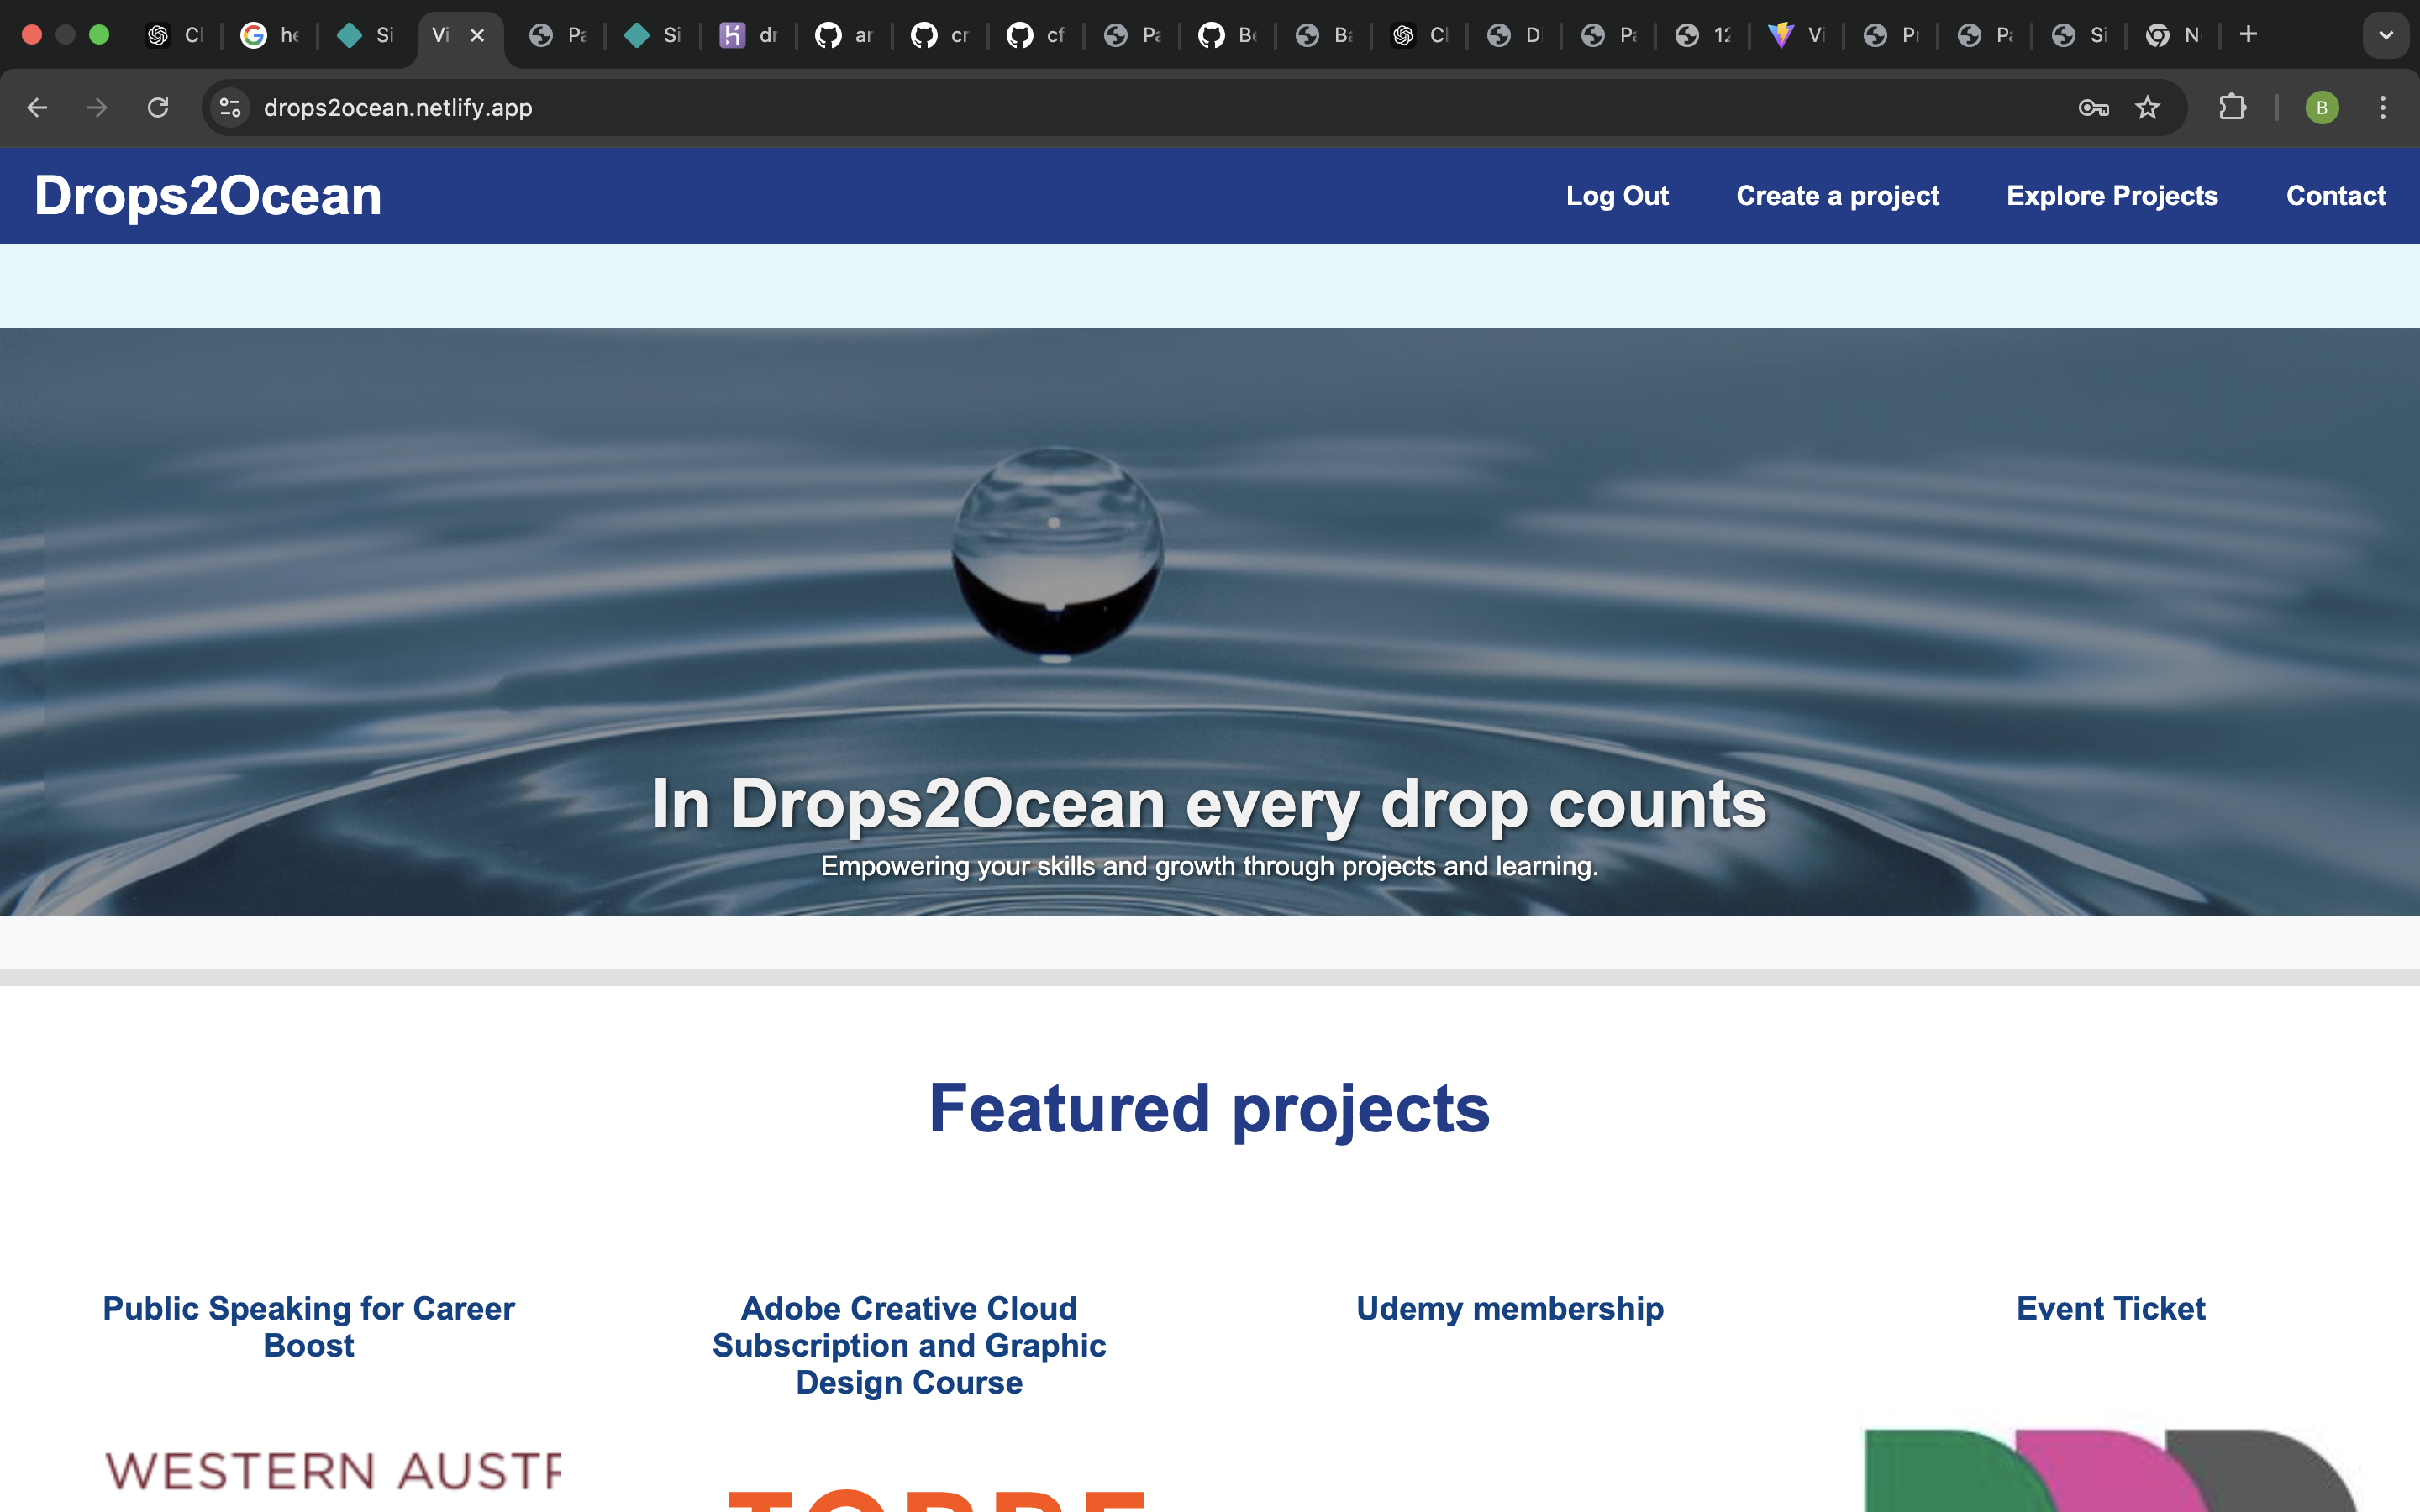 Cl he Si Vi Pa Si dr ar cr cf Pa Be Ba Cl Di Pa 12 Vi Pr Pa Si N
drops2ocean.netlify.app
B
Drops2Ocean
Log Out Create a project Explore Projects Contact
In Drops2Ocean every drop counts
Empowering your skills and growth through projects and learning.
Featured projects
Public Speaking for Career
Boost
Adobe Creative Cloud
Subscription and Graphic
Design Course
Udemy membership
Event Ticket
WESTERN AUSTR